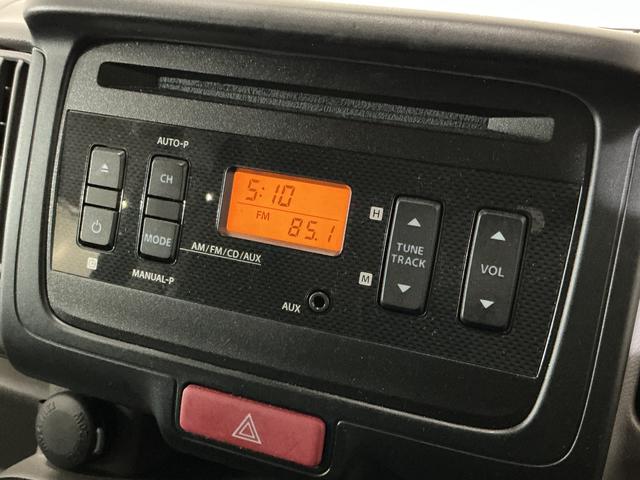 AUTO-P
CH
MODE
AM/FM/CD/AUX
MANUAL-P
5:10
FM
85.1
H
M
TUNE
TRACK
VOL
AUX